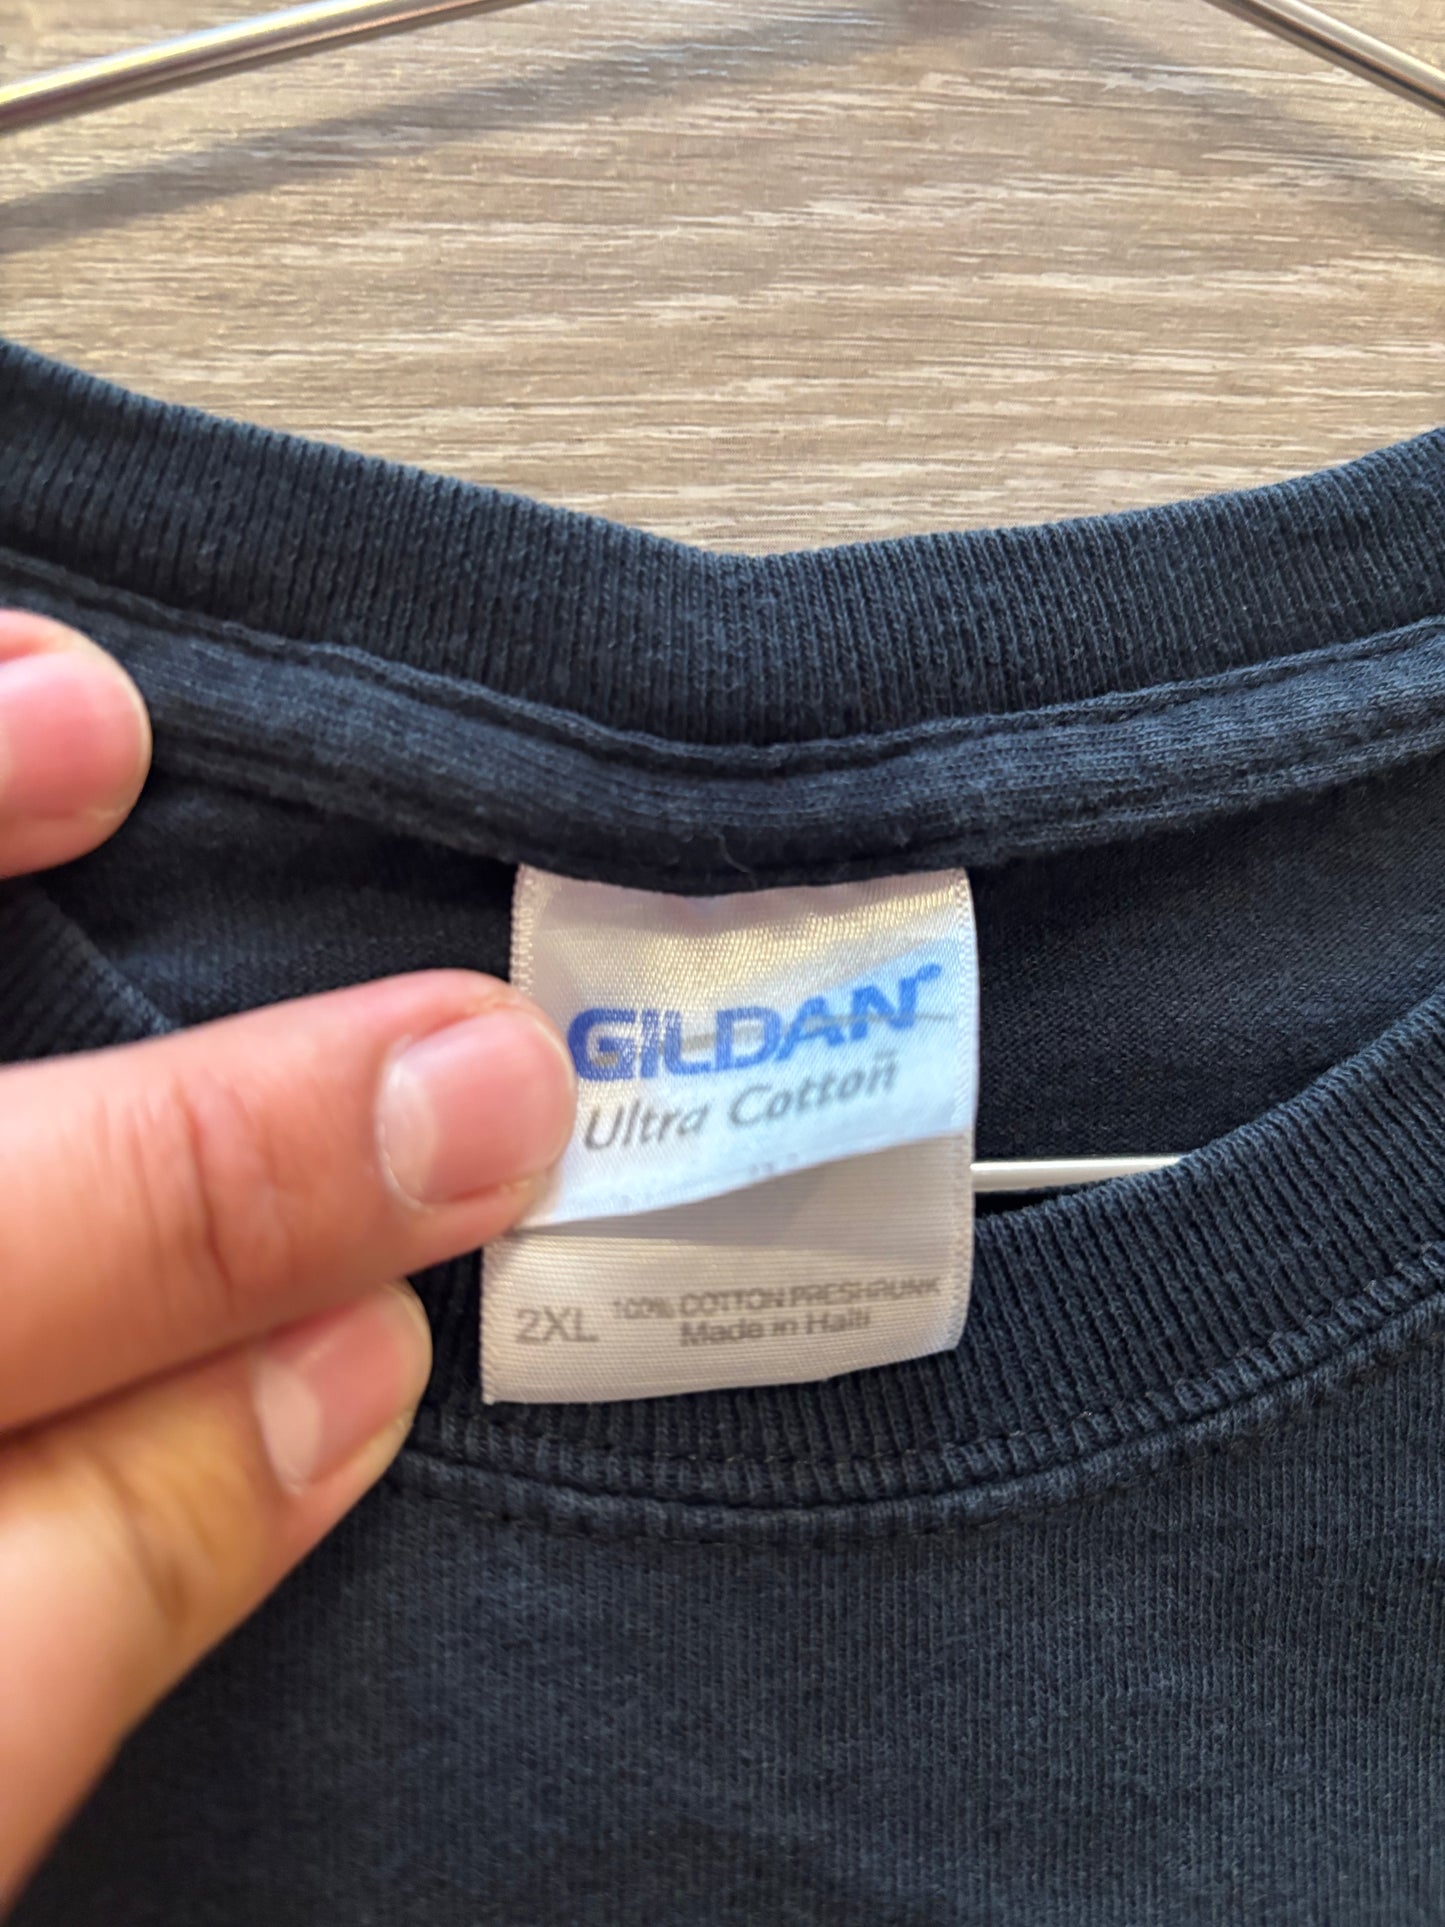 GILDAN®
Ultra Cotton
2XL 100% COTTON PRESHRUNK
Made in Haiti